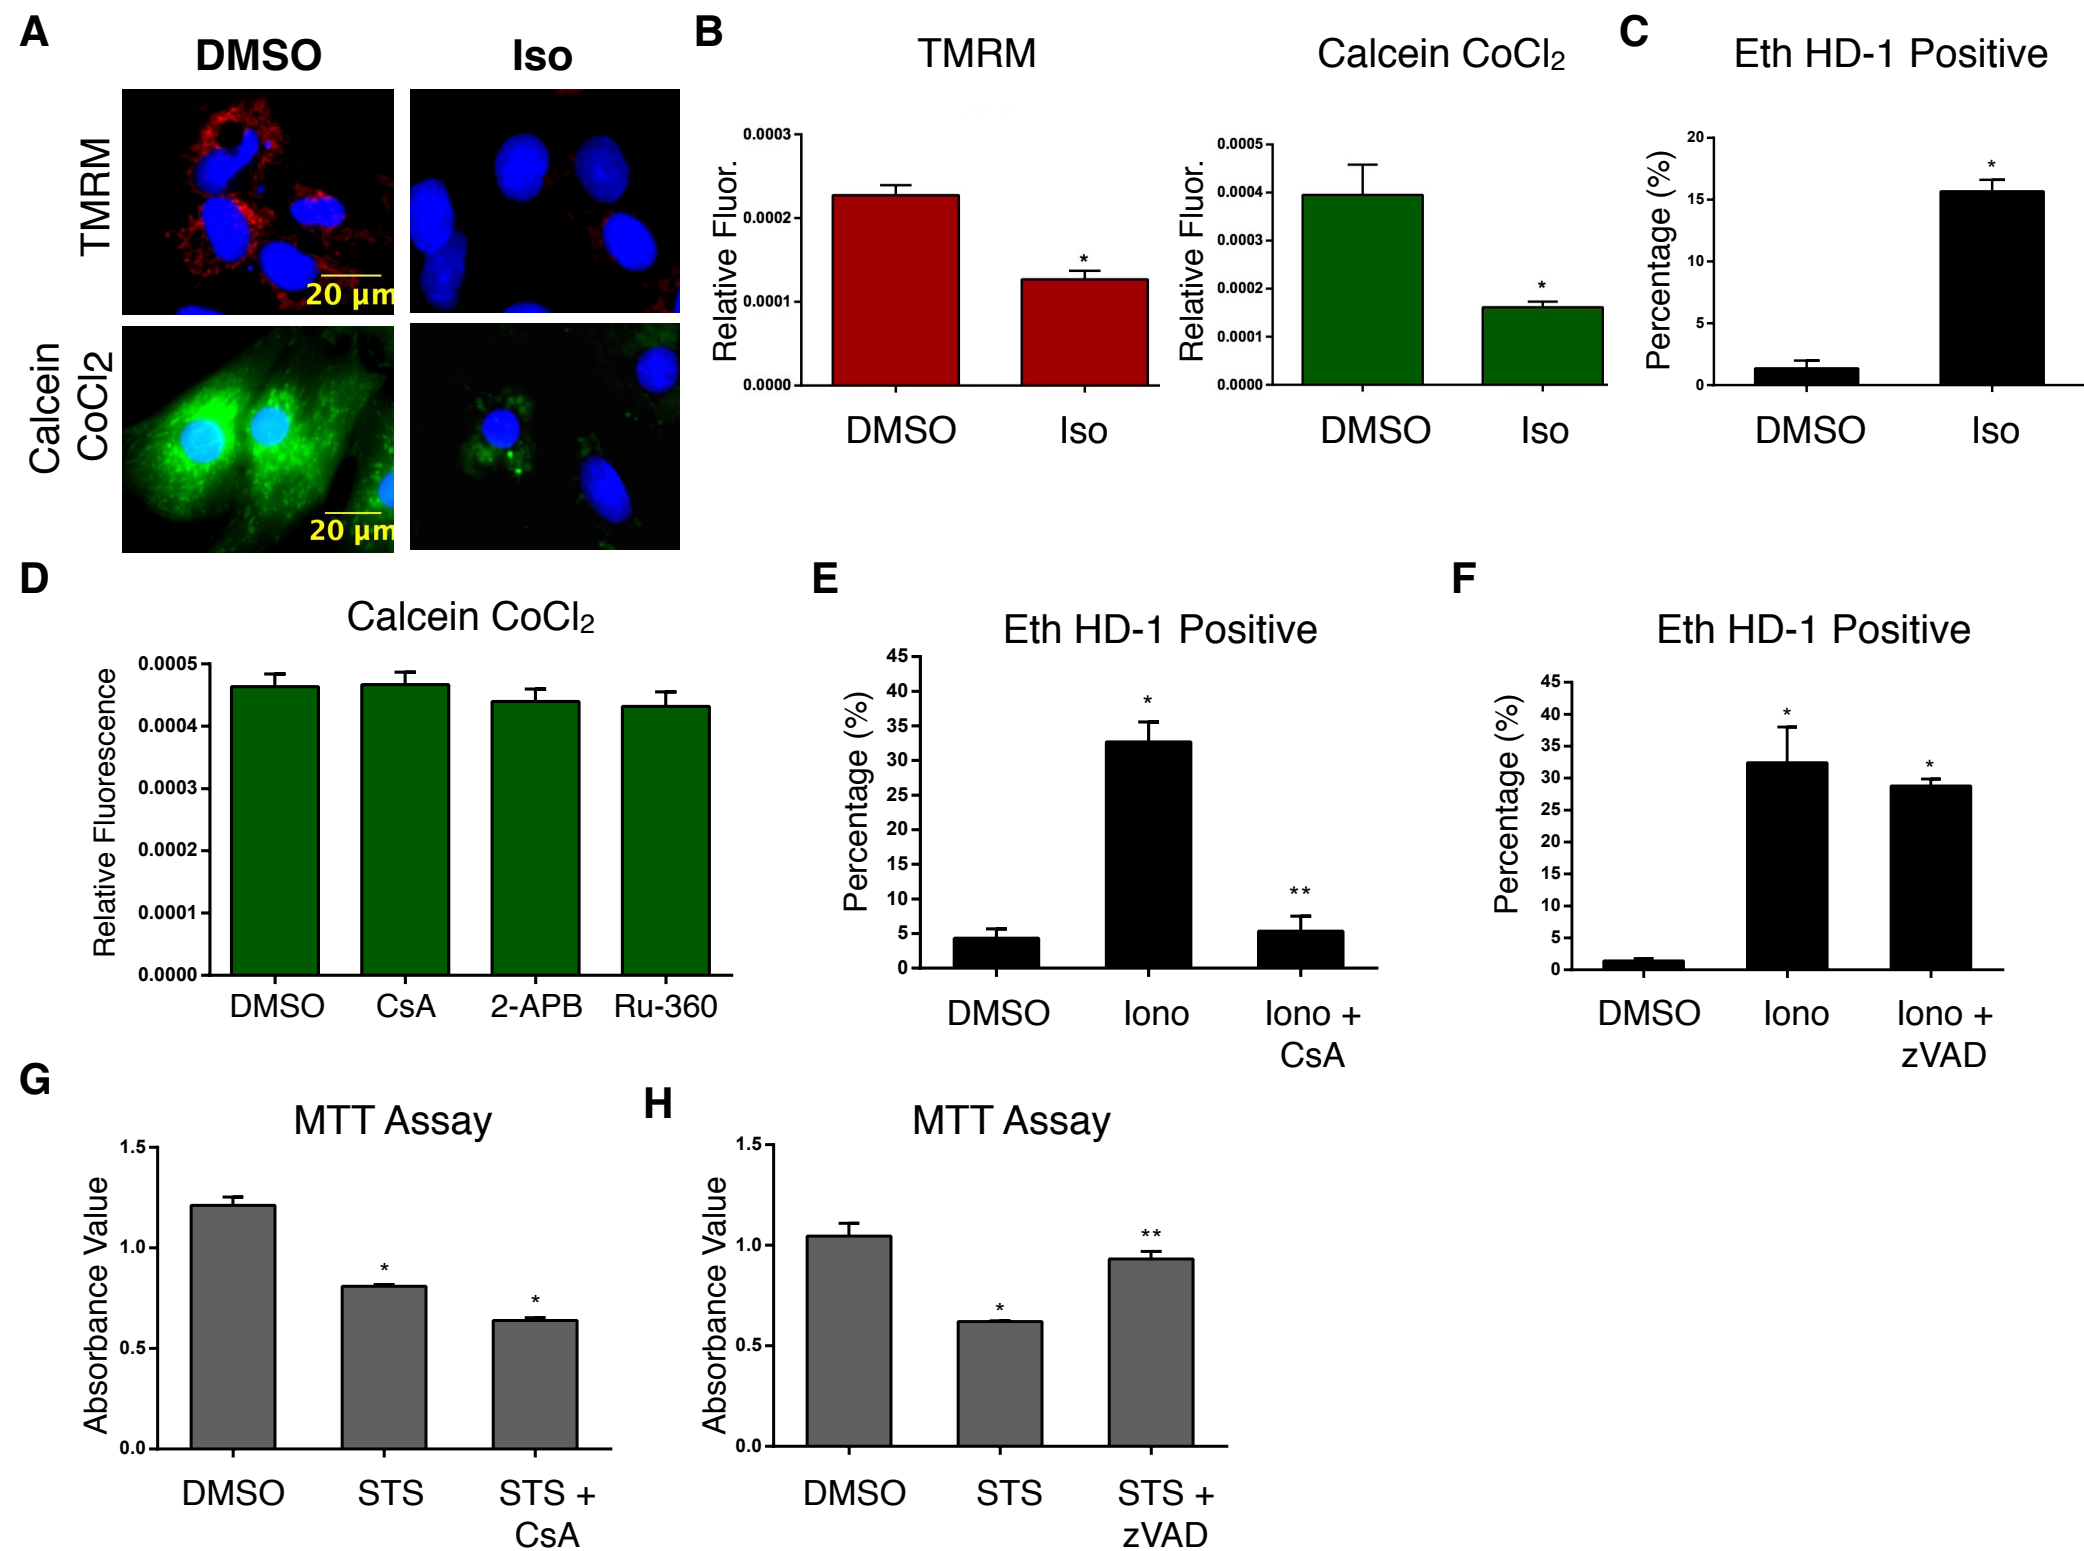 A
DMSO
Iso
TMRM
20 μm
Calcein
CoCl2
20 μm
B
TMRM
Relative Fluor.
0.0003
0.0002
0.0001
0.0000
*
DMSO
Iso
Calcein CoCl₂
Relative Fluor.
0.0005
0.0004
0.0003
0.0002
0.0001
0.0000
*
DMSO
Iso
C
Eth HD-1 Positive
Percentage (%)
20
15
10
5
0
*
DMSO
Iso
D
Calcein CoCl₂
Relative Fluorescence
0.0005
0.0004
0.0003
0.0002
0.0001
0.0000
DMSO
CsA
2-APB
Ru-360
E
Eth HD-1 Positive
Percentage (%)
45
40
35
30
25
20
15
10
5
0
*
**
DMSO
Iono
Iono +
CsA
F
Eth HD-1 Positive
Percentage (%)
45
40
35
30
25
20
15
10
5
0
*
*
DMSO
Iono
Iono +
zVAD
G
MTT Assay
Absorbance Value
1.5
1.0
0.5
0.0
*
*
DMSO
STS
STS +
CsA
H
MTT Assay
Absorbance Value
1.5
1.0
0.5
0.0
*
**
DMSO
STS
STS +
zVAD